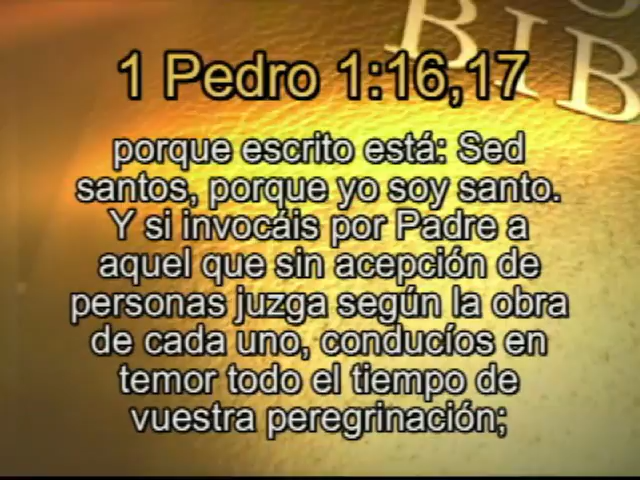 BIB
1 Pedro 1:16,17
porque escrito está: Sed
santos, porque yo soy santo.
Y si invocáis por Padre a
aquel que sin acepción de
personas juzga según la obra
de cada uno, conducíos en
temor todo el tiempo de
vuestra peregrinación;